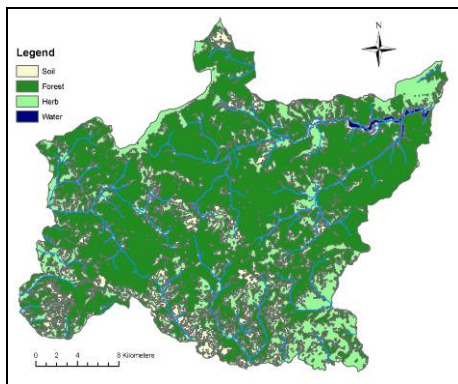 N
Legend
Soil
Forest
Herb
Water
0 2 4 8 Kilometers